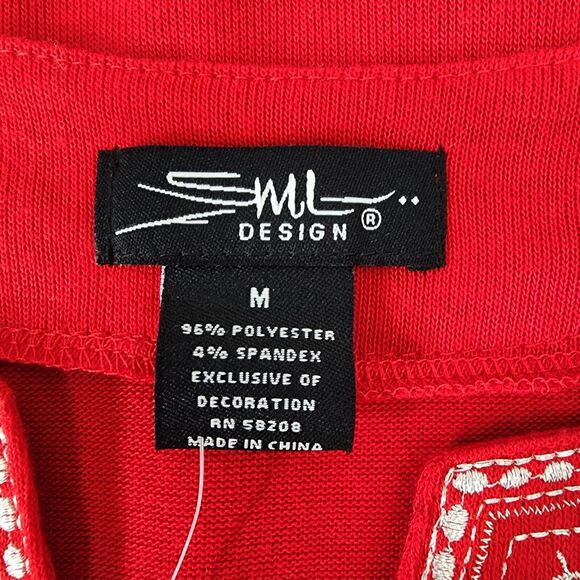 SML..
DESIGN ®
M
96% POLYESTER
4% SPANDEX
EXCLUSIVE OF
DECORATION
RN 58208
MADE IN CHINA